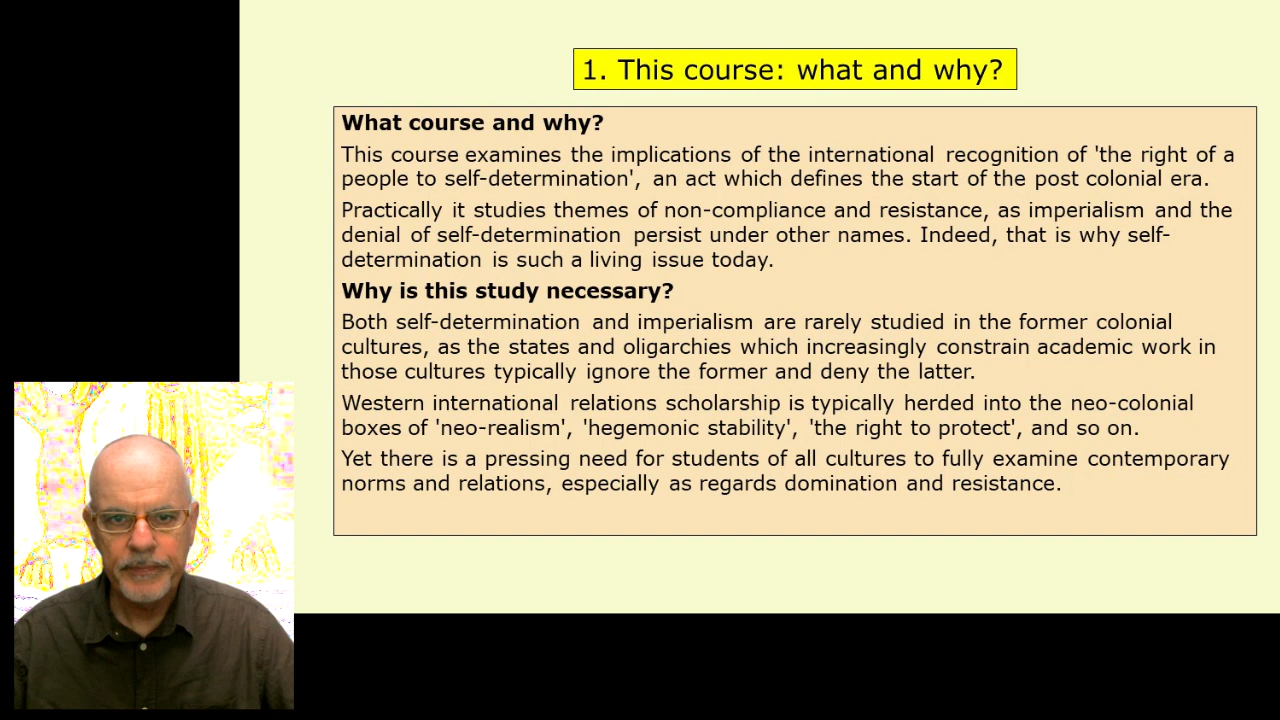 1. This course: what and why?
What course and why?
This course examines the implications of the international recognition of 'the right of a
people to self-determination', an act which defines the start of the post colonial era.
Practically it studies themes of non-compliance and resistance, as imperialism and the
denial of self-determination persist under other names. Indeed, that is why self-
determination is such a living issue today.
Why is this study necessary?
Both self-determination and imperialism are rarely studied in the former colonial
cultures, as the states and oligarchies which increasingly constrain academic work in
those cultures typically ignore the former and deny the latter.
Western international relations scholarship is typically herded into the neo-colonial
boxes of 'neo-realism', 'hegemonic stability', 'the right to protect', and so on.
Yet there is a pressing need for students of all cultures to fully examine contemporary
norms and relations, especially as regards domination and resistance.